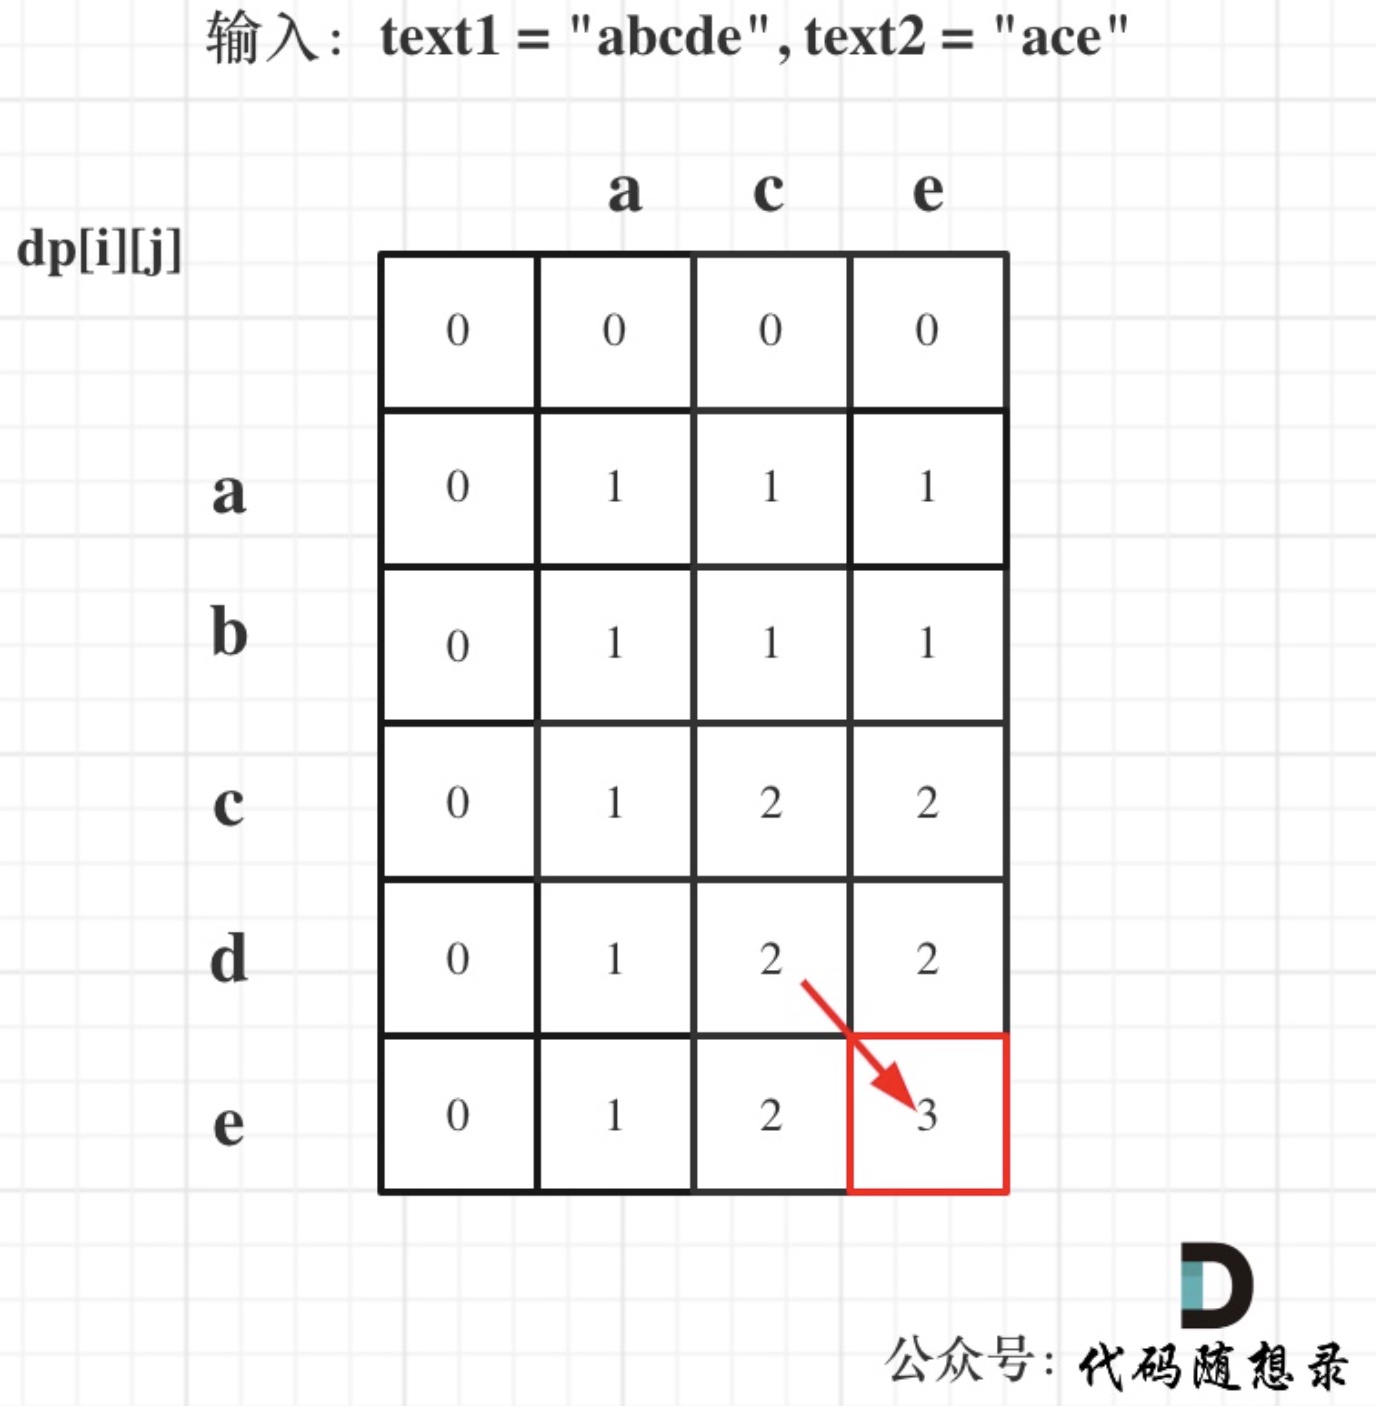 输入：text1 = "abcde", text2 = "ace"
a c e
dp[i][j]
0 0 0 0
a 0 1 1 1
b 0 1 1 1
c 0 1 2 2
d 0 1 2 2
e 0 1 2 3
公众号：代码随想录